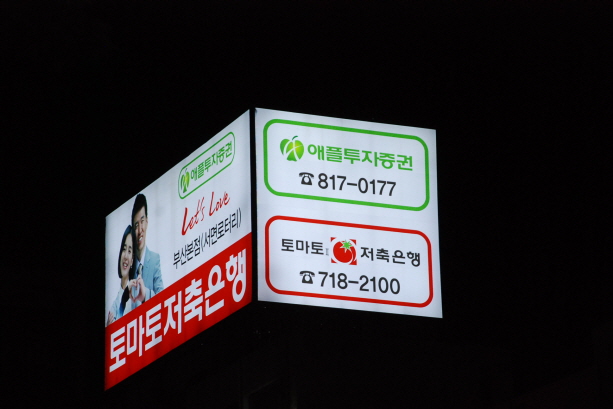 애플투자증권
Let's Love
부산본점(서면로터리)
토마토저축은행
애플투자증권
☎817-0177
토마토 저축은행
☎718-2100